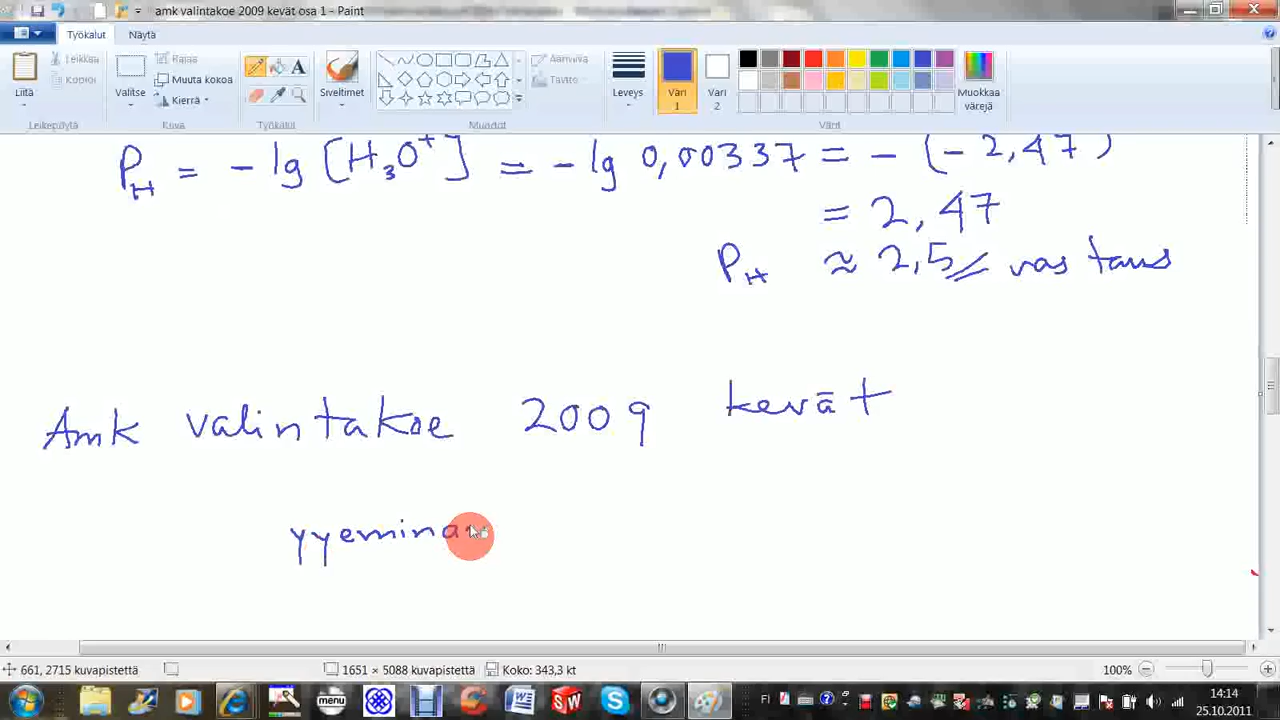 amk valintakoe 2009 kevät osa 1 - Paint
Työkalut Näytä
Liitä
Leikkaa
Kopioi
Leikepöytä
Valitse
Rajaa
Muuta kokoa
Kierrä
Kuva
Työkalut
Siveltimet
Ääriviiva
Täyttö
Muodot
Leveys
Väri 1
Väri 2
Muokkaa värejä
Värit
PH = - lg [H3O+] = - lg 0,00337 = - (- 2,47)
= 2,47
PH ≈ 2,5 vastaus
Amk valintakoe 2009 kevät
yyemina
661, 2715 kuvapistettä
1651 × 5088 kuvapistettä
Koko: 343,3 kt
100%
menu
FI
14:14
25.10.2011